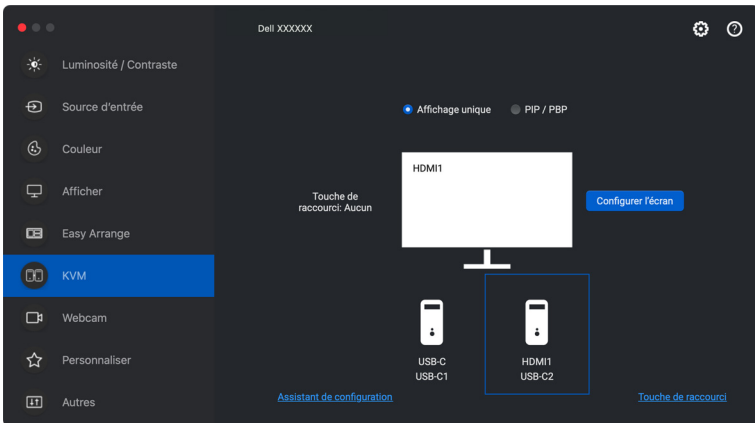 Dell XXXXXX
Luminosité / Contraste
Source d'entrée
Couleur
Afficher
Easy Arrange
KVM
Webcam
Personnaliser
Autres
Affichage unique
PIP / PBP
HDMI1
Touche de
raccourci: Aucun
Configurer l'écran
USB-C
USB-C1
HDMI1
USB-C2
Assistant de configuration
Touche de raccourci